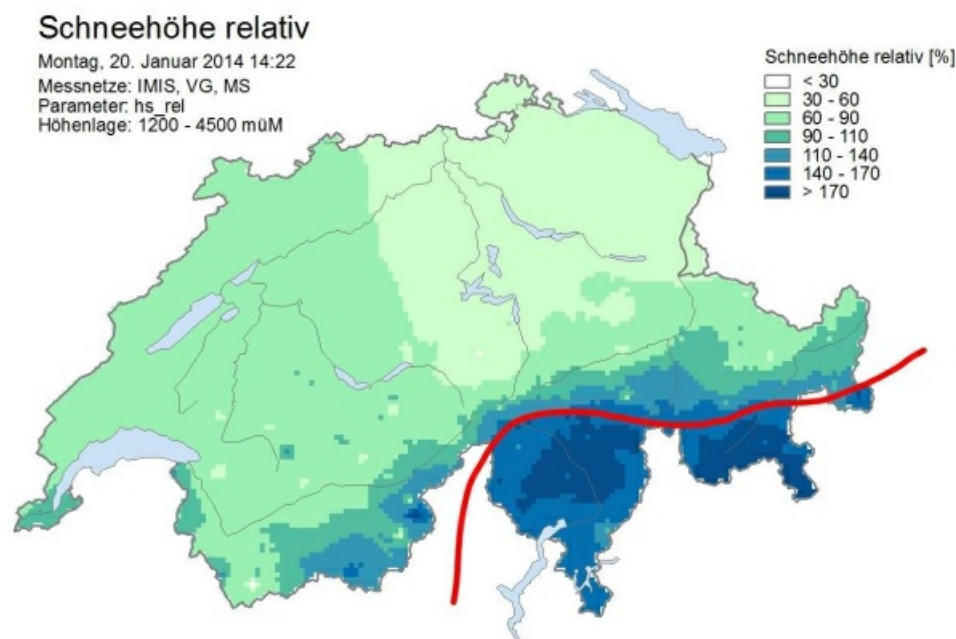 Schneehöhe relativ
Montag, 20. Januar 2014 14:22
Messnetze: IMIS, VG, MS
Parameter: hs_rel
Höhenlage: 1200 - 4500 müM
Schneehöhe relativ [%]
< 30
30 - 60
60 - 90
90 - 110
110 - 140
140 - 170
> 170